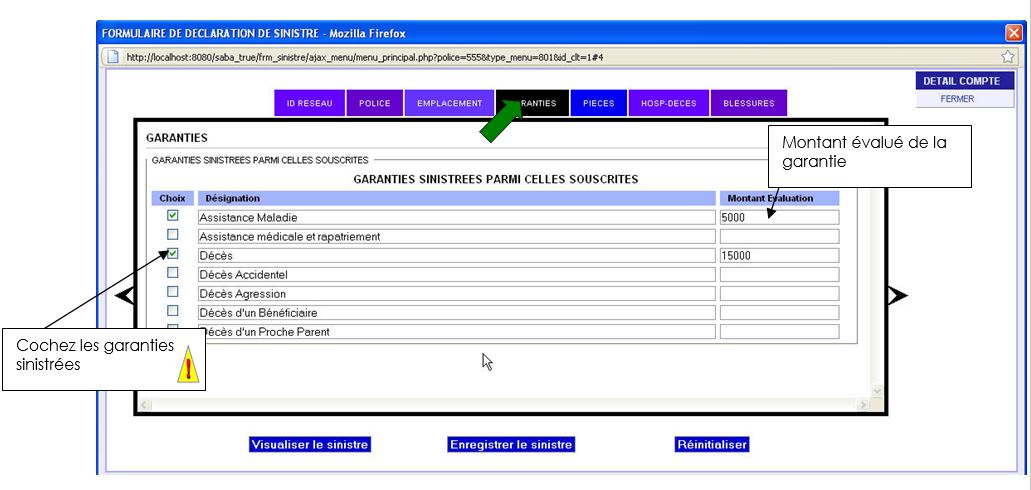 FORMULAIRE DE DECLARATION DE SINISTRE - Mozilla Firefox
http://localhost:8080/saba_true/frm_sinistre/ajax_menu/menu_principal.php?police=555&type_menu=801&id_clt=1#4
DETAIL COMPTE
FERMER
ID RESEAU POLICE EMPLACEMENT RANTIES PIECES HOSP-DECES BLESSURES
GARANTIES
Montant évalué de la
garantie
GARANTIES SINISTREES PARMI CELLES SOUSCRITES
GARANTIES SINISTREES PARMI CELLES SOUSCRITES
Choix Désignation Montant Evaluation
Assistance Maladie 5000
Assistance médicale et rapatriement
Décès 15000
Décès Accidentel
Décès Agression
Décès d'un Bénéficiaire
Décès d'un Proche Parent
Cochez les garanties
sinistrées
!
Visualiser le sinistre Enregistrer le sinistre Réinitialiser